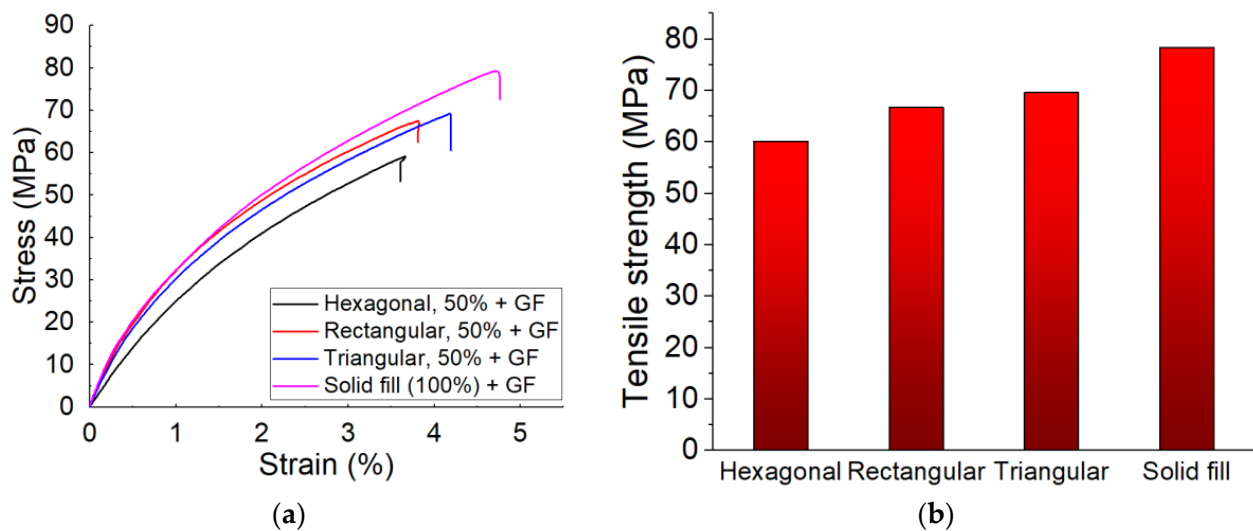 90
80
70
60
50
40
30
20
10
0
Stress (MPa)
Hexagonal, 50% + GF
Rectangular, 50% + GF
Triangular, 50% + GF
Solid fill (100%) + GF
0 1 2 3 4 5
Strain (%)
(a)
80
70
60
50
40
30
20
10
0
Tensile strength (MPa)
Hexagonal Rectangular Triangular Solid fill
(b)